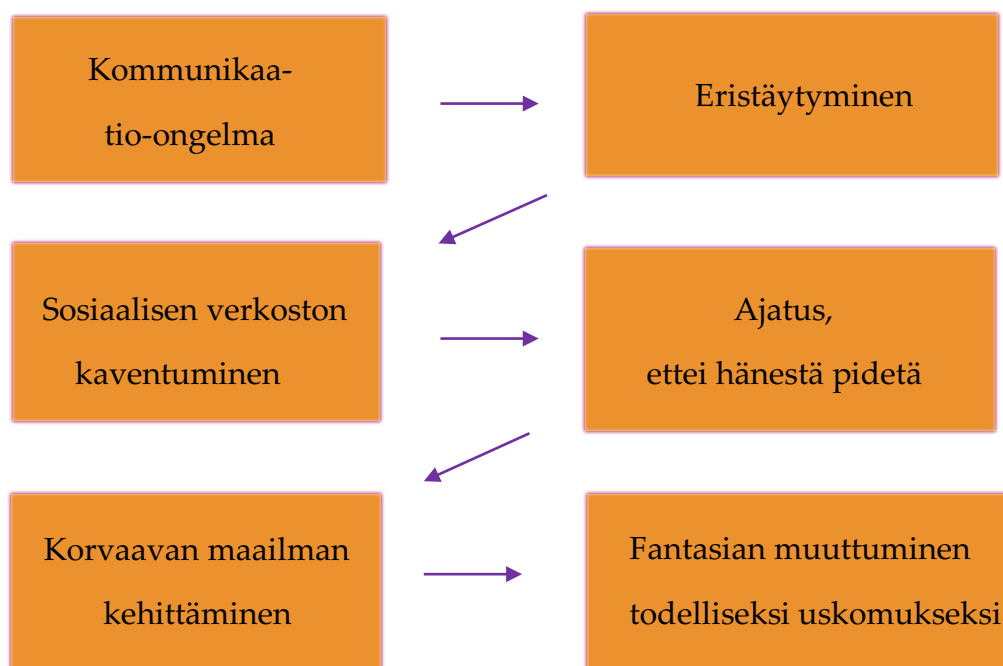 Kommunikaa-
tio-ongelma
Eristäytyminen
Sosiaalisen verkoston
kaventuminen
Ajatus,
ettei hänestä pidetä
Korvaavan maailman
kehittäminen
Fantasian muuttuminen
todelliseksi uskomukseksi